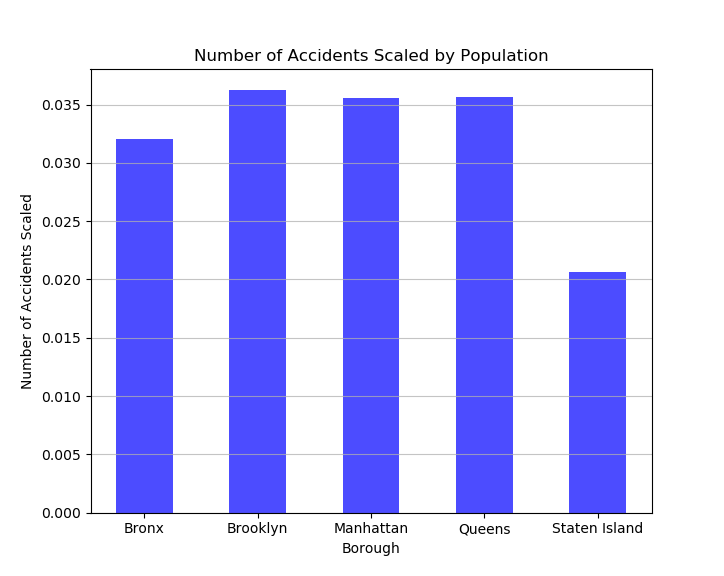 Number of Accidents Scaled by Population
Number of Accidents Scaled
0.035
0.030
0.025
0.020
0.015
0.010
0.005
0.000
Bronx Brooklyn Manhattan Queens Staten Island
Borough